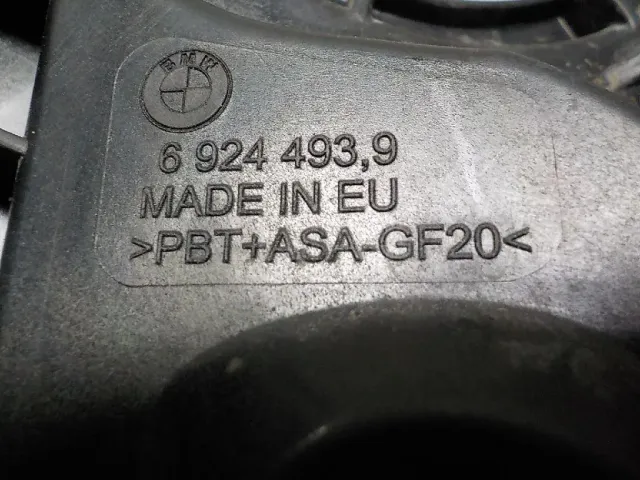 BMW
6 924 493,9
MADE IN EU
>PBT+ASA-GF20<